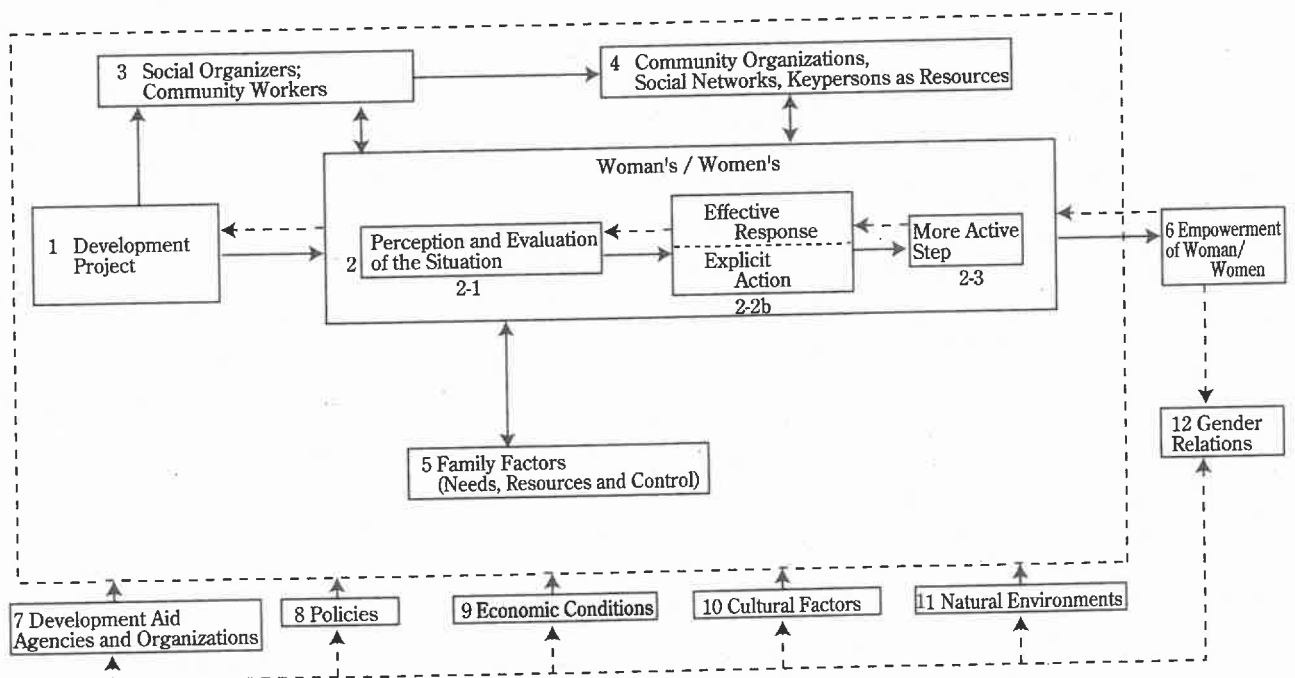 3 Social Organizers;
Community Workers
4 Community Organizations,
Social Networks, Keypersons as Resources
Woman's / Women's
1 Development
Project
2
Perception and Evaluation
of the Situation
2-1
Effective
Response
Explicit
Action
2-2b
More Active
Step
2-3
6 Empowerment
of Woman/
Women
12 Gender
Relations
5 Family Factors
(Needs, Resources and Control)
7 Development Aid
Agencies and Organizations
8 Policies
9 Economic Conditions
10 Cultural Factors
11 Natural Environments